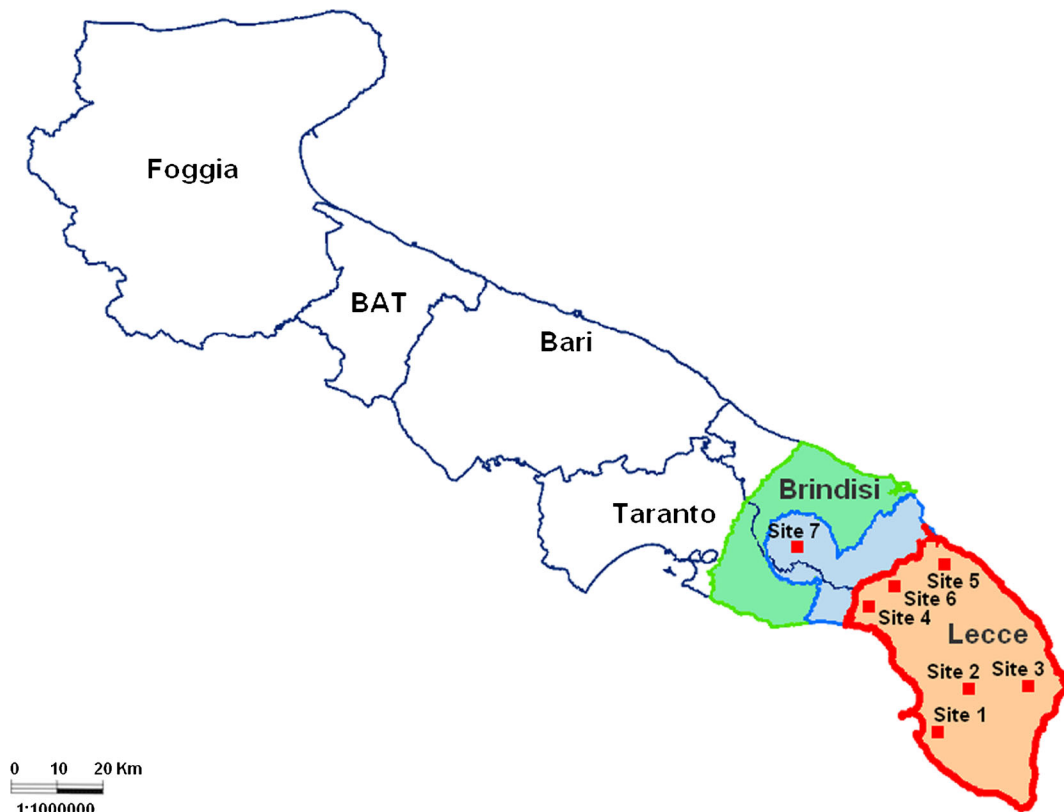 Foggia
BAT
Bari
Brindisi
Taranto
Site 7
Site 5
Site 6
Site 4
Lecce
Site 2
Site 3
Site 1
0 10 20 Km
1:1000000